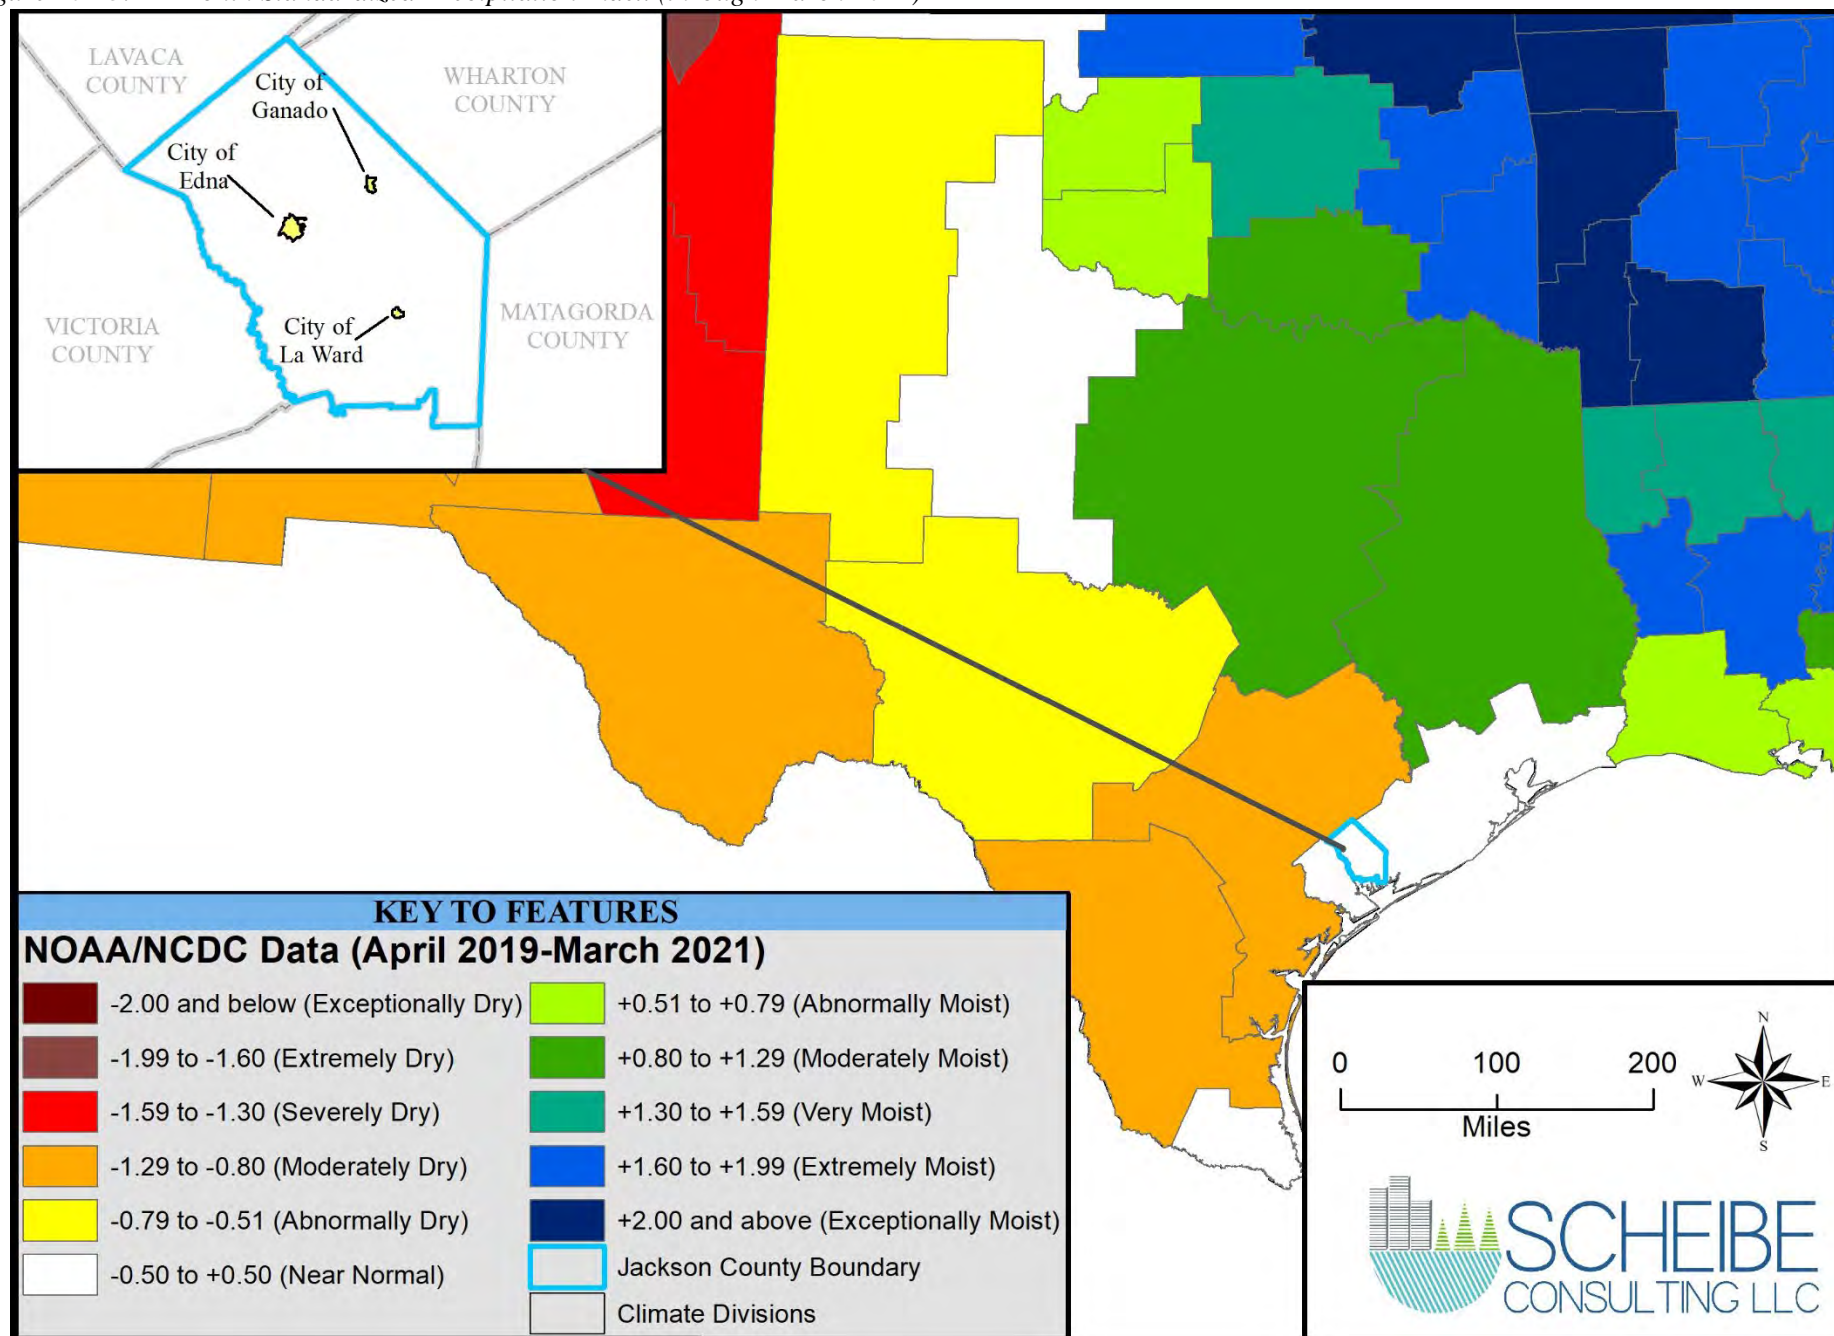 LAVACA
COUNTY
City of
Ganado
WHARTON
COUNTY
City of
Edna
VICTORIA
COUNTY
City of
La Ward
MATAGORDA
COUNTY
KEY TO FEATURES
NOAA/NCDC Data (April 2019-March 2021)
-2.00 and below (Exceptionally Dry)
-1.99 to -1.60 (Extremely Dry)
-1.59 to -1.30 (Severely Dry)
-1.29 to -0.80 (Moderately Dry)
-0.79 to -0.51 (Abnormally Dry)
-0.50 to +0.50 (Near Normal)
+0.51 to +0.79 (Abnormally Moist)
+0.80 to +1.29 (Moderately Moist)
+1.30 to +1.59 (Very Moist)
+1.60 to +1.99 (Extremely Moist)
+2.00 and above (Exceptionally Moist)
Jackson County Boundary
Climate Divisions
0 100 200
Miles
N
W E
S
SCHEIBE
CONSULTING LLC